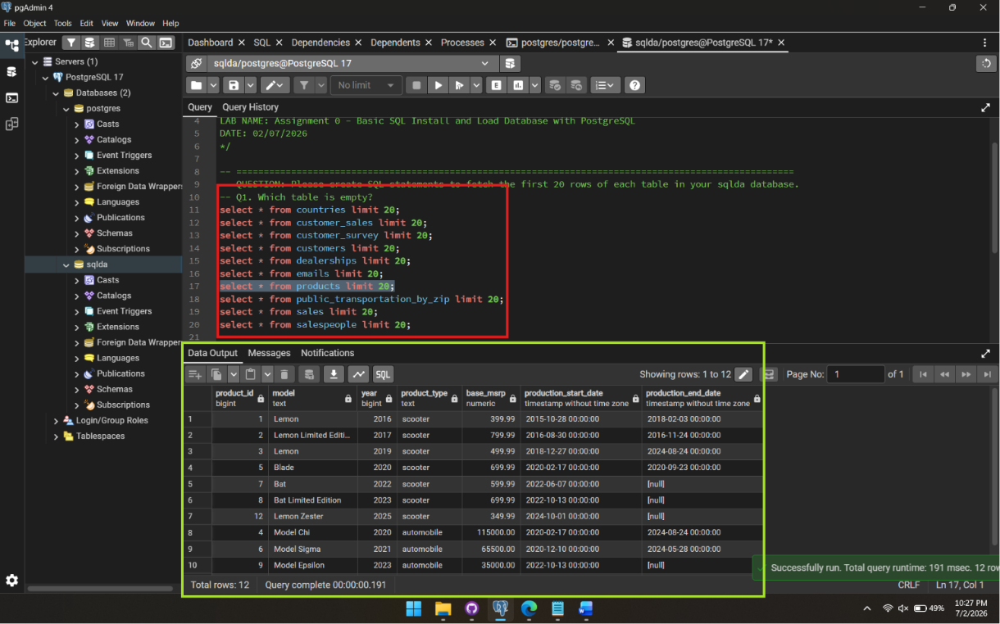 pgAdmin 4
File Object Tools Edit View Window Help
Explorer
Dashboard SQL Dependencies Dependents Processes postgres/postgre... sqlda/postgres@PostgreSQL 17*
Servers (1)
PostgreSQL 17
Databases (2)
postgres
Casts
Catalogs
Event Triggers
Extensions
Foreign Data Wrapper
Languages
Publications
Schemas
Subscriptions
sqlda
Casts
Catalogs
Event Triggers
Extensions
Foreign Data Wrapper
Languages
Publications
Schemas
Subscriptions
Login/Group Roles
Tablespaces
sqlda/postgres@PostgreSQL 17
No limit
E
Query Query History
4 LAB NAME: Assignment 0 - Basic SQL Install and Load Database with PostgreSQL
5 DATE: 02/07/2026
6 */
7
8 -- ======================================================================================================
9 QUESTION: Please create SQL statements to fetch the first 20 rows of each table in your sqlda database.
10 -- Q1. Which table is empty?
11 select * from countries limit 20;
12 select * from customer_sales limit 20;
13 select * from customer_survey limit 20;
14 select * from customers limit 20;
15 select * from dealerships limit 20;
16 select * from emails limit 20;
17 select * from products limit 20;
18 select * from public_transportation_by_zip limit 20;
19 select * from sales limit 20;
20 select * from salespeople limit 20;
21
Data Output Messages Notifications
SQL Showing rows: 1 to 12 Page No: 1 of 1
product_id model year product_type base_msrp production_start_date production_end_date
bigint text bigint text numeric timestamp without time zone timestamp without time zone
1 1 Lemon 2016 scooter 399.99 2015-10-28 00:00:00 2018-02-03 00:00:00
2 2 Lemon Limited Editi... 2017 scooter 799.99 2016-08-30 00:00:00 2016-11-24 00:00:00
3 3 Lemon 2019 scooter 499.99 2018-12-27 00:00:00 2024-08-24 00:00:00
4 5 Blade 2020 scooter 699.99 2020-02-17 00:00:00 2020-09-23 00:00:00
5 7 Bat 2022 scooter 599.99 2022-06-07 00:00:00 [null]
6 8 Bat Limited Edition 2023 scooter 699.99 2022-10-13 00:00:00 [null]
7 12 Lemon Zester 2025 scooter 349.99 2024-10-01 00:00:00 [null]
8 4 Model Chi 2020 automobile 115000.00 2020-02-17 00:00:00 2024-08-24 00:00:00
9 6 Model Sigma 2021 automobile 65500.00 2020-12-10 00:00:00 2024-05-28 00:00:00
10 9 Model Epsilon 2023 automobile 35000.00 2022-10-13 00:00:00 [null]
Successfully run. Total query runtime: 191 msec. 12 row
Total rows: 12 Query complete 00:00:00.191 CRLF Ln 17, Col 1
49% 10:27 PM
7/2/2026